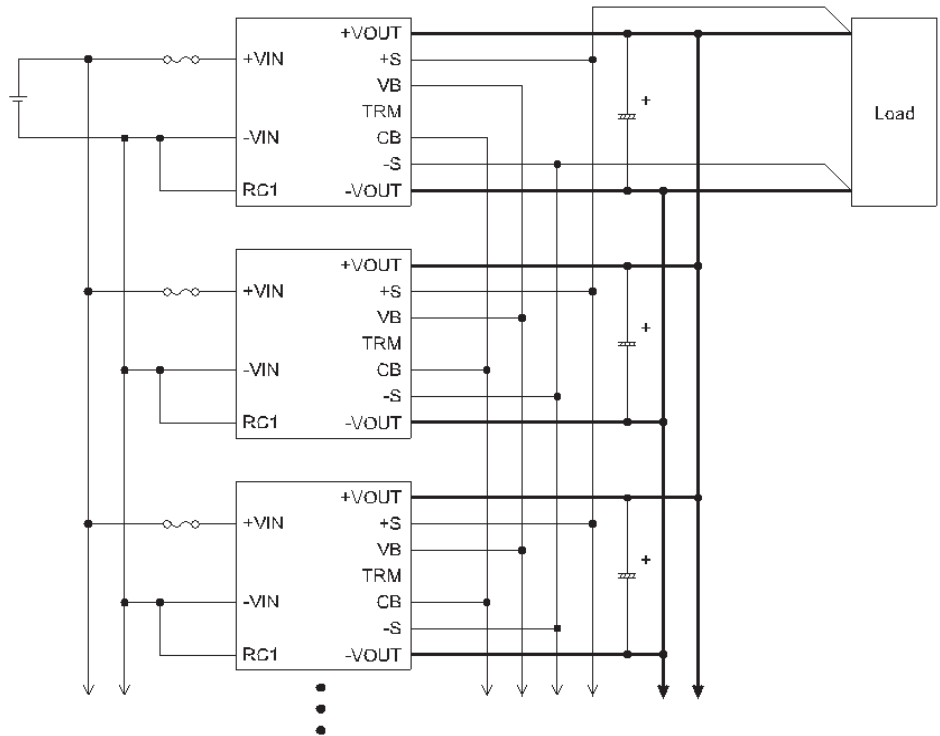 +VOUT
+VIN
+S
VB
TRM
-VIN
CB
-S
RC1
-VOUT
+
Load
+VOUT
+VIN
+S
VB
TRM
-VIN
CB
-S
RC1
-VOUT
+
+VOUT
+VIN
+S
VB
TRM
-VIN
CB
-S
RC1
-VOUT
+